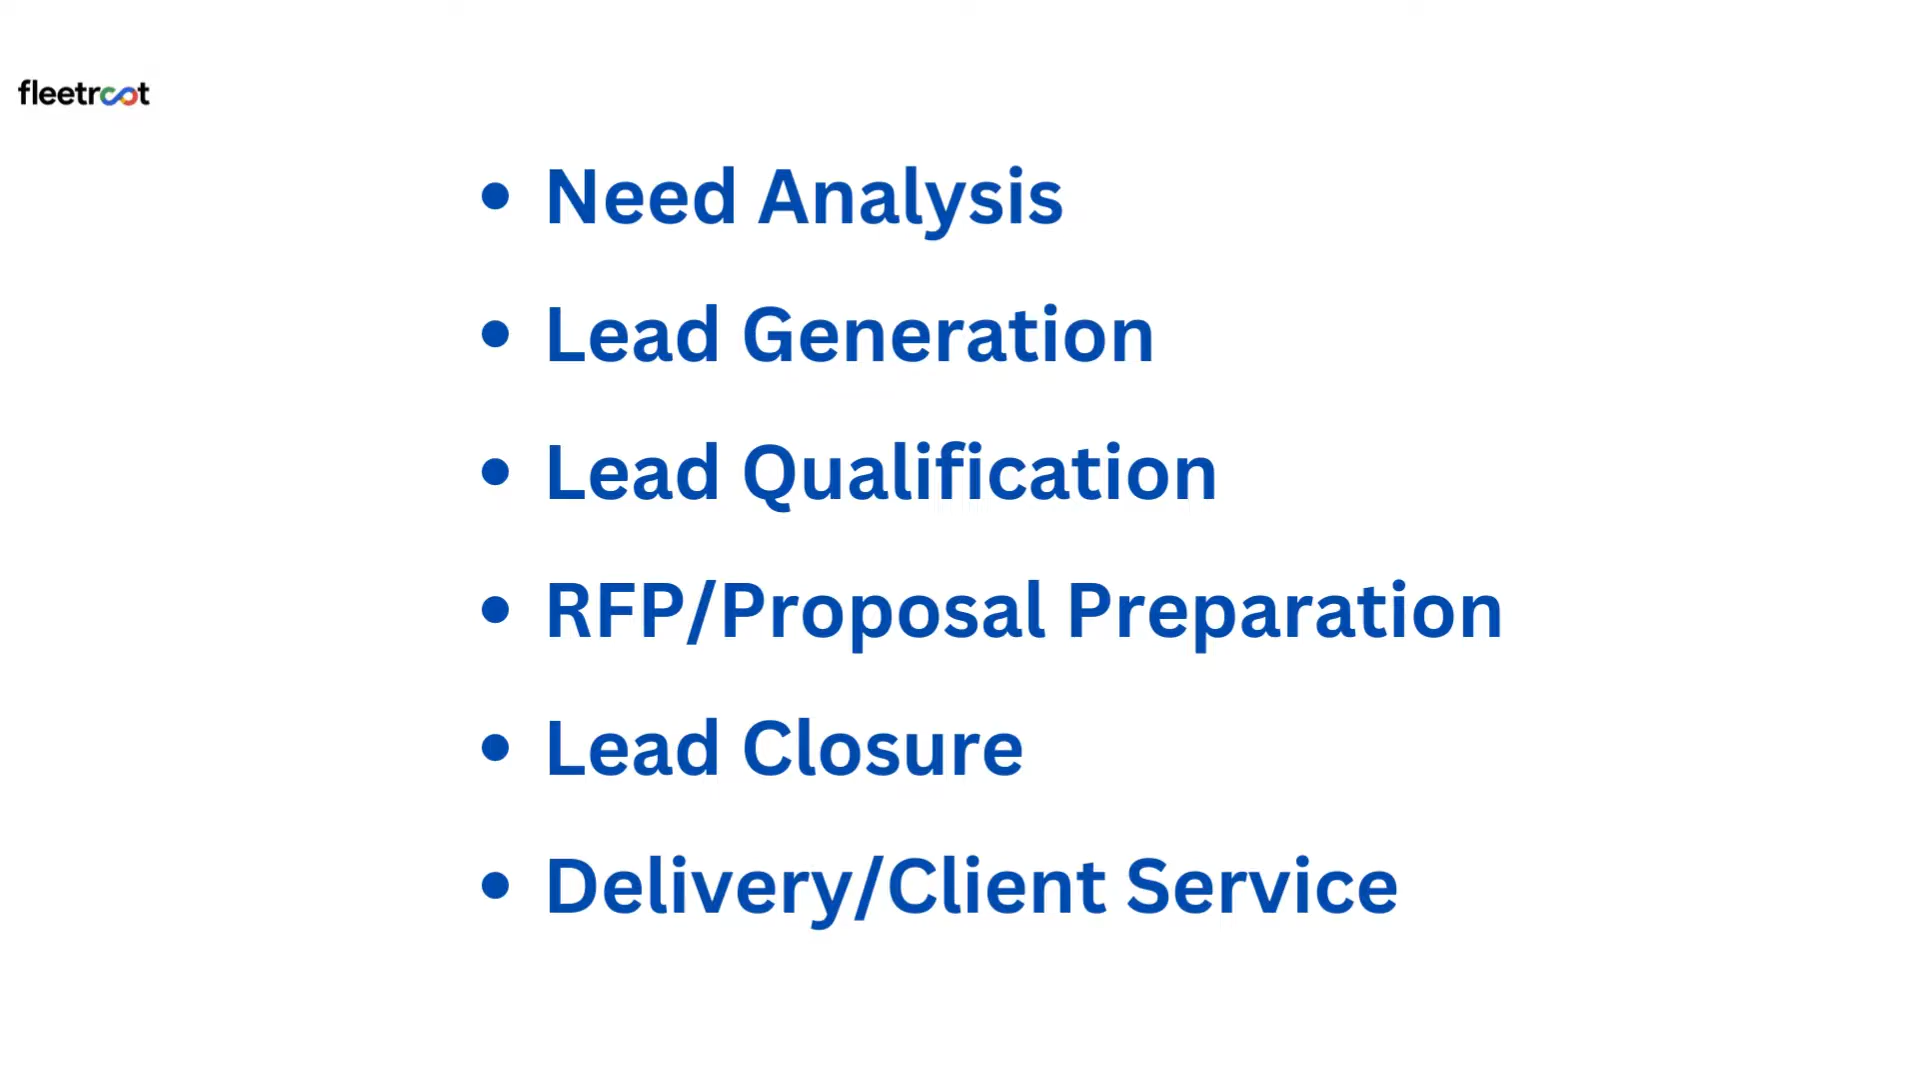 fleetroot
• Need Analysis
• Lead Generation
• Lead Qualification
• RFP/Proposal Preparation
• Lead Closure
• Delivery/Client Service